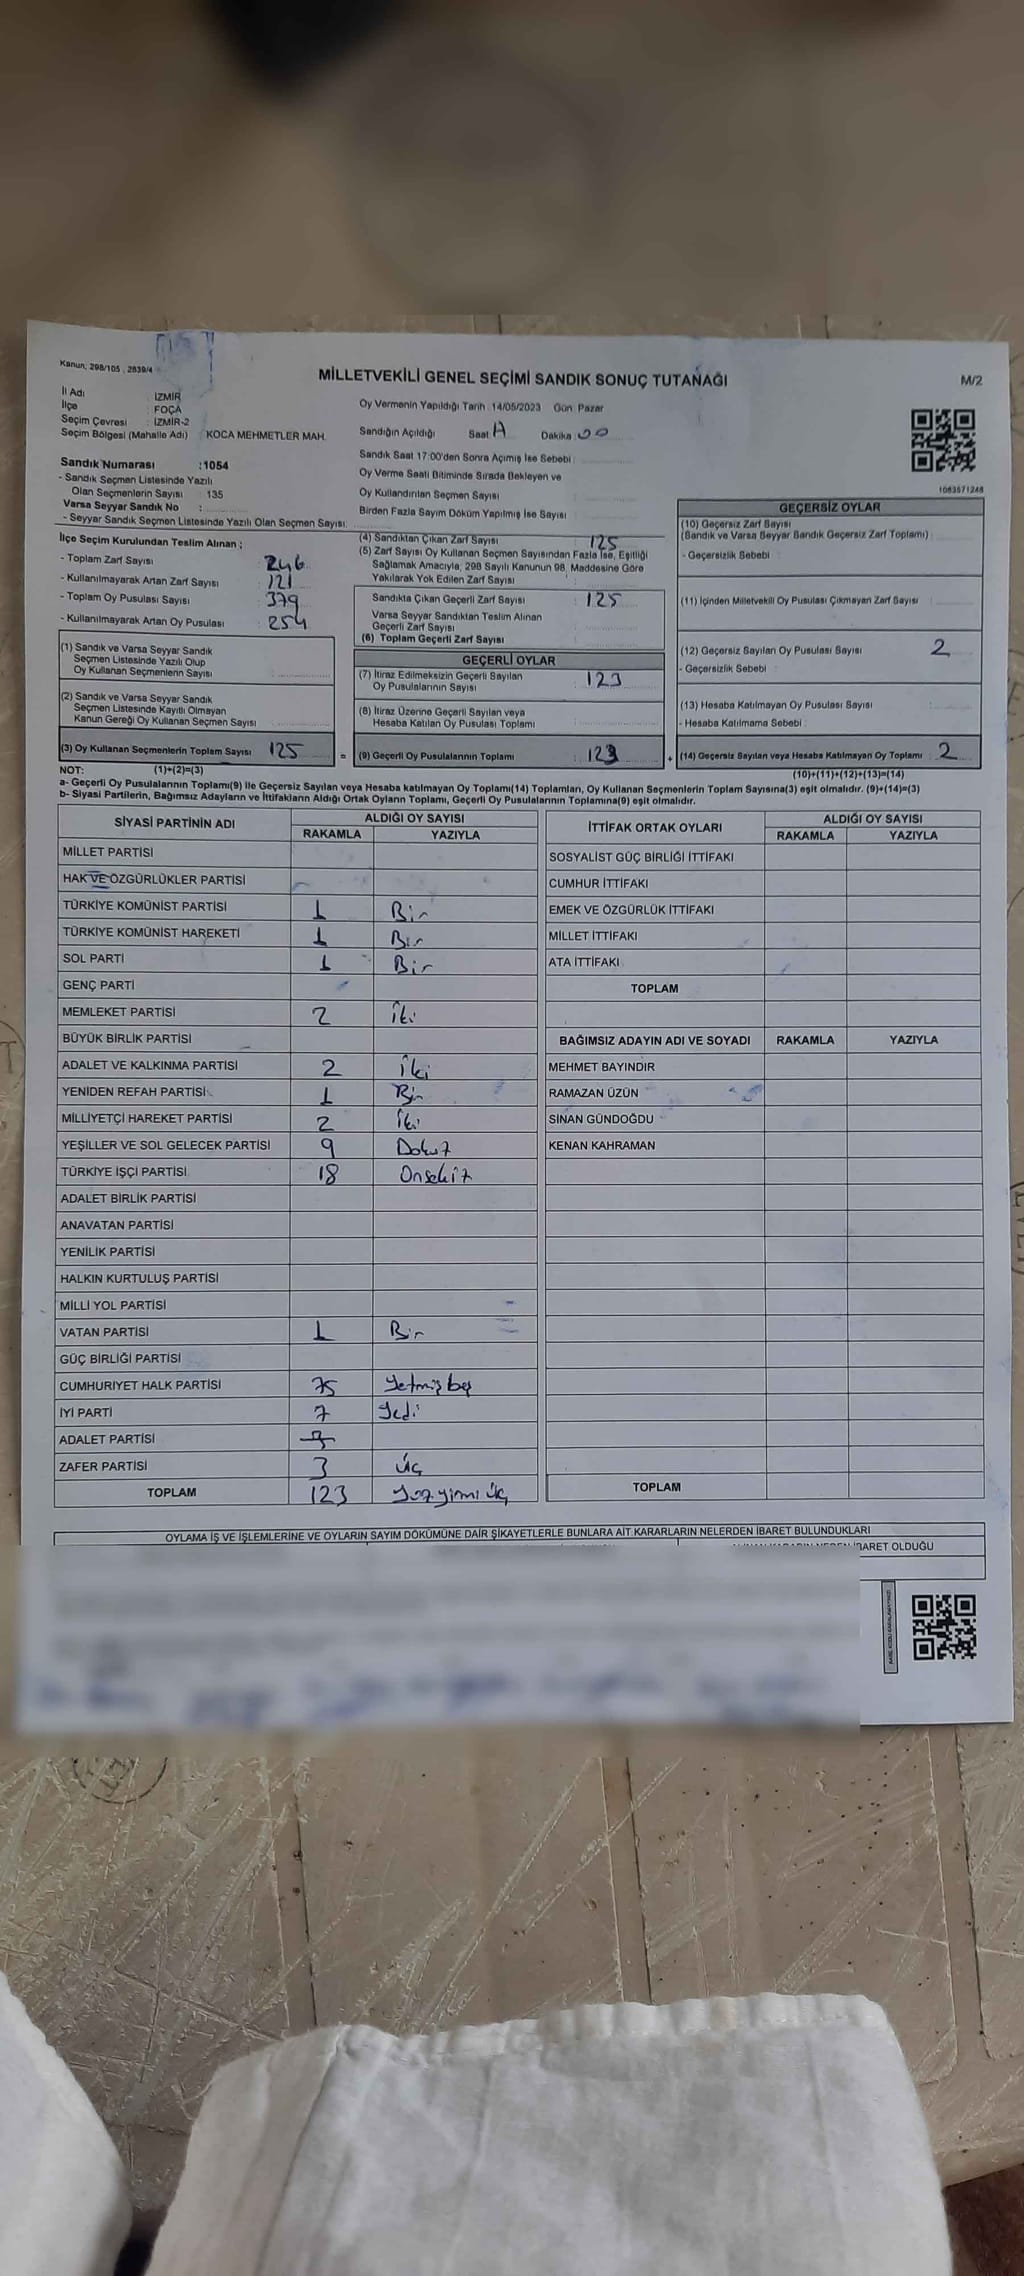 Kanun; 298/105 , 2839/4
MİLLETVEKİLİ GENEL SEÇİMİ SANDIK SONUÇ TUTANAĞI
M/2
İl Adı : İZMİR
İlçe : FOÇA
Seçim Çevresi : İZMİR-2
Seçim Bölgesi (Mahalle Adı) KOCA MEHMETLER MAH.
Sandık Numarası :1054
- Sandık Seçmen Listesinde Yazılı
Olan Seçmenlerin Sayısı : 135
Varsa Seyyar Sandık No :
- Seyyar Sandık Seçmen Listesinde Yazılı Olan Seçmen Sayısı:
Oy Vermenin Yapıldığı Tarih :14/05/2023 Gün: Pazar
Sandığın Açıldığı Saat Dakika : 00
Sandık Saat 17:00'den Sonra Açımış İse Sebebi :
Oy Verme Saati Bitiminde Sırada Bekleyen ve
Oy Kullandırılan Seçmen Sayısı
Birden Fazla Sayım Döküm Yapılmış İse Sayısı :
1083571248
İlçe Seçim Kurulundan Teslim Alınan ;
- Toplam Zarf Sayısı : 246
- Kullanılmayarak Artan Zarf Sayısı : 121
- Toplam Oy Pusulası Sayısı : 379
- Kullanılmayarak Artan Oy Pusulası : 254
(1) Sandık ve Varsa Seyyar Sandık
Seçmen Listesinde Yazılı Olup
Oy Kullanan Seçmenlerin Sayısı
(2) Sandık ve Varsa Seyyar Sandık
Seçmen Listesinde Kayıtlı Olmayan
Kanun Gereği Oy Kullanan Seçmen Sayısı
(3) Oy Kullanan Seçmenlerin Toplam Sayısı 125 =
(1)+(2)=(3)
(4) Sandıktan Çıkan Zarf Sayısı : 125
(5) Zarf Sayısı Oy Kullanan Seçmen Sayısından Fazla İse, Eşitliği
Sağlamak Amacıyla; 298 Sayılı Kanunun 98. Maddesine Göre
Yakılarak Yok Edilen Zarf Sayısı
Sandıkta Çıkan Geçerli Zarf Sayısı : 125
Varsa Seyyar Sandıktan Teslim Alınan
Geçerli Zarf Sayısı
(6) Toplam Geçerli Zarf Sayısı
GEÇERLİ OYLAR
(7) İtiraz Edilmeksizin Geçerli Sayılan
Oy Pusulalarının Sayısı : 123
(8) İtiraz Üzerine Geçerli Sayılan veya
Hesaba Katılan Oy Pusulası Toplamı
(9) Geçerli Oy Pusulalarının Toplamı : 123 +
GEÇERSİZ OYLAR
(10) Geçersiz Zarf Sayısı
(Sandık ve Varsa Seyyar Sandık Geçersiz Zarf Toplamı) :
- Geçersizlik Sebebi :
(11) İçinden Milletvekili Oy Pusulası Çıkmayan Zarf Sayısı :
(12) Geçersiz Sayılan Oy Pusulası Sayısı : 2
- Geçersizlik Sebebi :
(13) Hesaba Katılmayan Oy Pusulası Sayısı :
- Hesaba Katılmama Sebebi :
(14) Geçersiz Sayılan veya Hesaba Katılmayan Oy Toplamı : 2
(10)+(11)+(12)+(13)=(14)
NOT:
a- Geçerli Oy Pusulalarının Toplamı(9) ile Geçersiz Sayılan veya Hesaba katılmayan Oy Toplamı(14) Toplamları, Oy Kullanan Seçmenlerin Toplam Sayısına(3) eşit olmalıdır. (9)+(14)=(3)
b- Siyasi Partilerin, Bağımsız Adayların ve İttifakların Aldığı Ortak Oyların Toplamı, Geçerli Oy Pusulalarının Toplamına(9) eşit olmalıdır.
SİYASİ PARTİNİN ADI ALDIĞI OY SAYISI
RAKAMLA YAZIYLA
MİLLET PARTİSİ
HAK VE ÖZGÜRLÜKLER PARTİSİ
TÜRKİYE KOMÜNİST PARTİSİ 1 Bir
TÜRKİYE KOMÜNİST HAREKETİ 1 Bir
SOL PARTİ 1 Bir
GENÇ PARTİ
MEMLEKET PARTİSİ 2 İki
BÜYÜK BİRLİK PARTİSİ
ADALET VE KALKINMA PARTİSİ 2 İki
YENİDEN REFAH PARTİSİ 1 Bir
MİLLİYETÇİ HAREKET PARTİSİ 2 İki
YEŞİLLER VE SOL GELECEK PARTİSİ 9 Dokuz
TÜRKİYE İŞÇİ PARTİSİ 18 Onsekiz
ADALET BİRLİK PARTİSİ
ANAVATAN PARTİSİ
YENİLİK PARTİSİ
HALKIN KURTULUŞ PARTİSİ
MİLLİ YOL PARTİSİ
VATAN PARTİSİ 1 Bir
GÜÇ BİRLİĞİ PARTİSİ
CUMHURİYET HALK PARTİSİ 75 Yetmişbeş
İYİ PARTİ 7 Yedi
ADALET PARTİSİ
ZAFER PARTİSİ 3 Üç
TOPLAM 123 Yüzyirmi üç
İTTİFAK ORTAK OYLARI ALDIĞI OY SAYISI
RAKAMLA YAZIYLA
SOSYALİST GÜÇ BİRLİĞİ İTTİFAKI
CUMHUR İTTİFAKI
EMEK VE ÖZGÜRLÜK İTTİFAKI
MİLLET İTTİFAKI
ATA İTTİFAKI
TOPLAM
BAĞIMSIZ ADAYIN ADI VE SOYADI RAKAMLA YAZIYLA
MEHMET BAYINDIR
RAMAZAN ÜZÜN
SİNAN GÜNDOĞDU
KENAN KAHRAMAN
TOPLAM
OYLAMA İŞ VE İŞLEMLERİNE VE OYLARIN SAYIM DÖKÜMÜNE DAİR ŞİKAYETLERLE BUNLARA AİT KARARLARIN NELERDEN İBARET BULUNDUKLARI
İBARET OLDUĞU